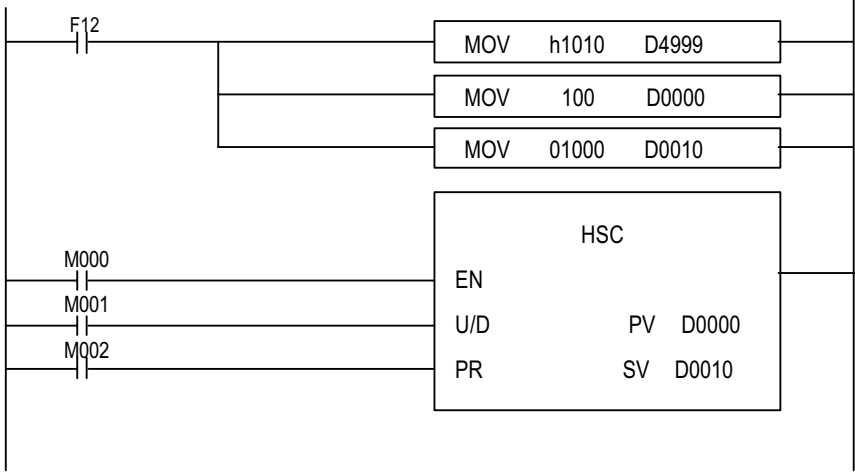 F12
MOV h1010 D4999
MOV 100 D0000
MOV 01000 D0010
HSC
M000
EN
M001
U/D PV D0000
M002
PR SV D0010